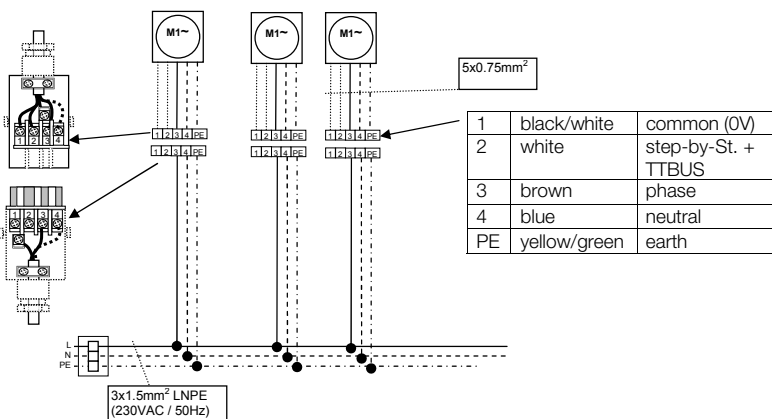 M1~ M1~ M1~
5x0.75mm²
1 2 3 4
1 2 3 4 PE 1 2 3 4 PE 1 2 3 4 PE
1 2 3 4 PE 1 2 3 4 PE 1 2 3 4 PE
1 black/white common (0V)
2 white step-by-St. +
TTBUS
3 brown phase
4 blue neutral
PE yellow/green earth
1 2 3 4
L
N
PE
3x1.5mm² LNPE
(230VAC / 50Hz)